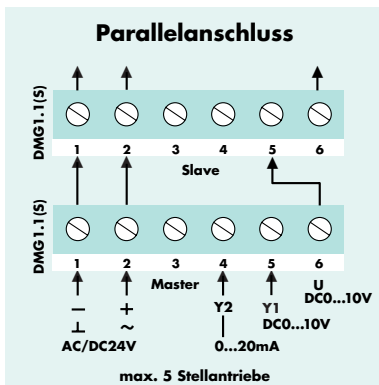 Parallelanschluss
DMG1.1(S)
1 2 3 4 5 6
Slave
DMG1.1(S)
1 2 3 4 5 6
Master
U
DC0...10V
− + Y2 Y1
⊥ ~ DC0...10V
AC/DC24V 0...20mA
max. 5 Stellantriebe